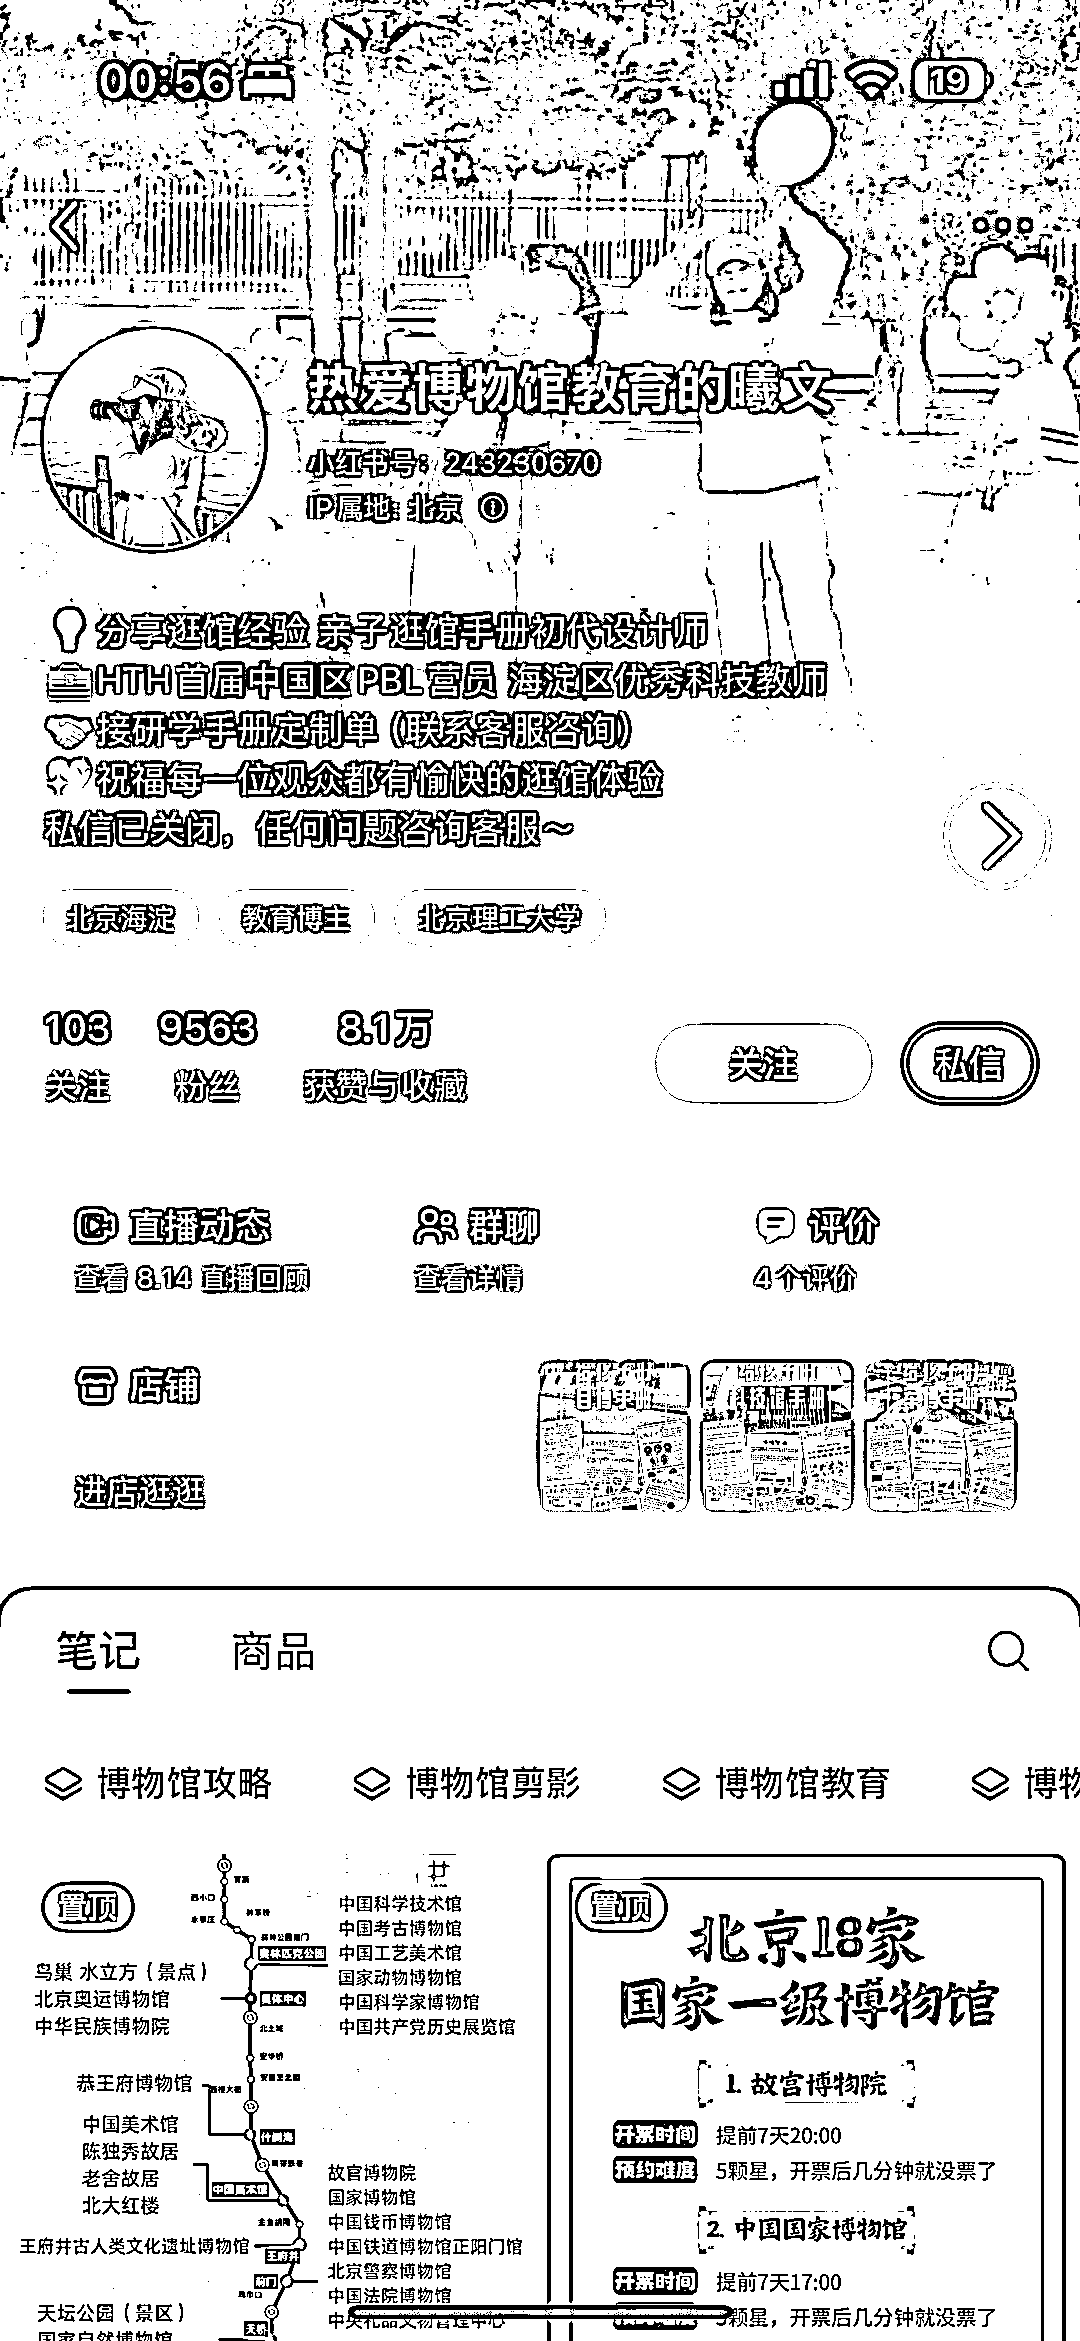 00:56
19
热爱博物馆教育的曦文
小红书号：243230670
IP属地：北京
分享逛馆经验 亲子逛馆手册初代设计师
HTH首届中国区PBL营员 海淀区优秀科技教师
接研学手册定制单（联系客服咨询）
祝福每一位观众都有愉快的逛馆体验
私信已关闭，任何问题咨询客服～
北京海淀 教育博主 北京理工大学
103 9563 8.1万
关注 粉丝 获赞与收藏
关注 私信
直播动态 群聊 评价
查看 8.14 直播回顾 查看详情 4个评价
店铺
进店逛逛
笔记 商品
博物馆攻略 博物馆剪影 博物馆教育 博物
置顶
中国科学技术馆
中国考古博物馆
中国工艺美术馆
国家动物博物馆
中国科学家博物馆
中国共产党历史展览馆
奥林匹克公园
鸟巢 水立方（景点）
北京奥运博物馆
中华民族博物院
奥体中心
北土城
安华桥
恭王府博物馆
中国美术馆
陈独秀故居
老舍故居
北大红楼
什刹海
中国美术馆
王府井古人类文化遗址博物馆
王府井
前门
故宫博物院
国家博物馆
中国钱币博物馆
中国铁道博物馆正阳门馆
北京警察博物馆
中国法院博物馆
中央礼品文物管理中心
天坛公园（景区）
国家自然博物馆
天桥
置顶
北京18家
国家一级博物馆
1. 故宫博物院
开票时间 提前7天20:00
预约难度 5颗星，开票后几分钟就没票了
2. 中国国家博物馆
开票时间 提前7天17:00
5颗星，开票后几分钟就没票了